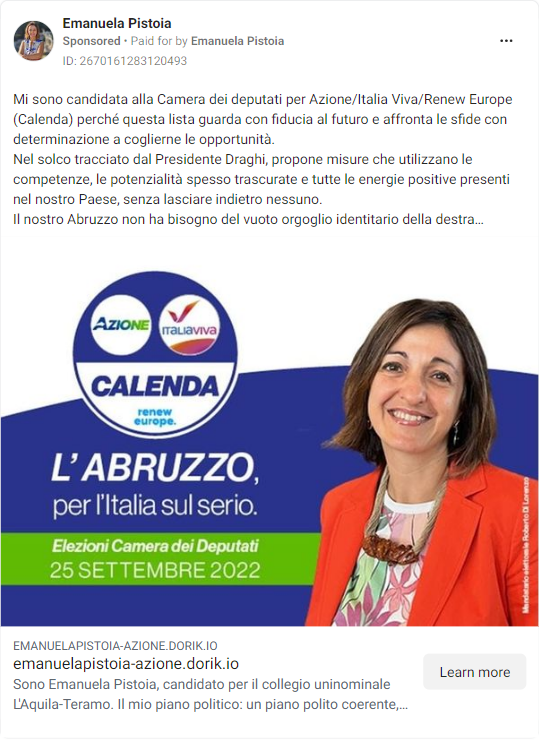 Emanuela Pistoia
Sponsored • Paid for by Emanuela Pistoia
ID: 2670161283120493
Mi sono candidata alla Camera dei deputati per Azione/Italia Viva/Renew Europe
(Calenda) perché questa lista guarda con fiducia al futuro e affronta le sfide con
determinazione a coglierne le opportunità.
Nel solco tracciato dal Presidente Draghi, propone misure che utilizzano le
competenze, le potenzialità spesso trascurate e tutte le energie positive presenti
nel nostro Paese, senza lasciare indietro nessuno.
Il nostro Abruzzo non ha bisogno del vuoto orgoglio identitario della destra...
AZIONE
ITALIAVIVA
CALENDA
renew
europe.
L'ABRUZZO,
per l'Italia sul serio.
Elezioni Camera dei Deputati
25 SETTEMBRE 2022
Mandatario elettorale Roberto Di Lorenzo
EMANUELAPISTOIA-AZIONE.DORIK.IO
emanuelapistoia-azione.dorik.io
Sono Emanuela Pistoia, candidato per il collegio uninominale
L'Aquila-Teramo. Il mio piano politico: un piano polito coerente,...
Learn more